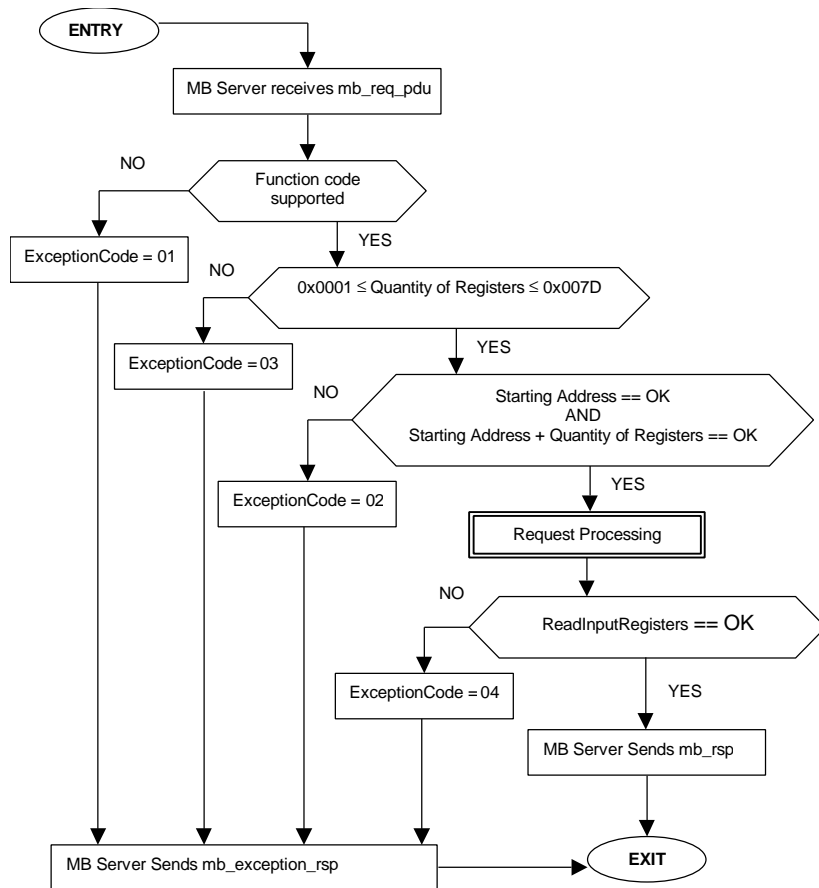 ENTRY
MB Server receives mb_req_pdu
NO
Function code
supported
YES
ExceptionCode = 01
NO
0x0001 ≤ Quantity of Registers ≤ 0x007D
YES
ExceptionCode = 03
NO
Starting Address == OK
AND
Starting Address + Quantity of Registers == OK
YES
ExceptionCode = 02
Request Processing
NO
ReadInputRegisters == OK
YES
ExceptionCode = 04
MB Server Sends mb_rsp
MB Server Sends mb_exception_rsp
EXIT